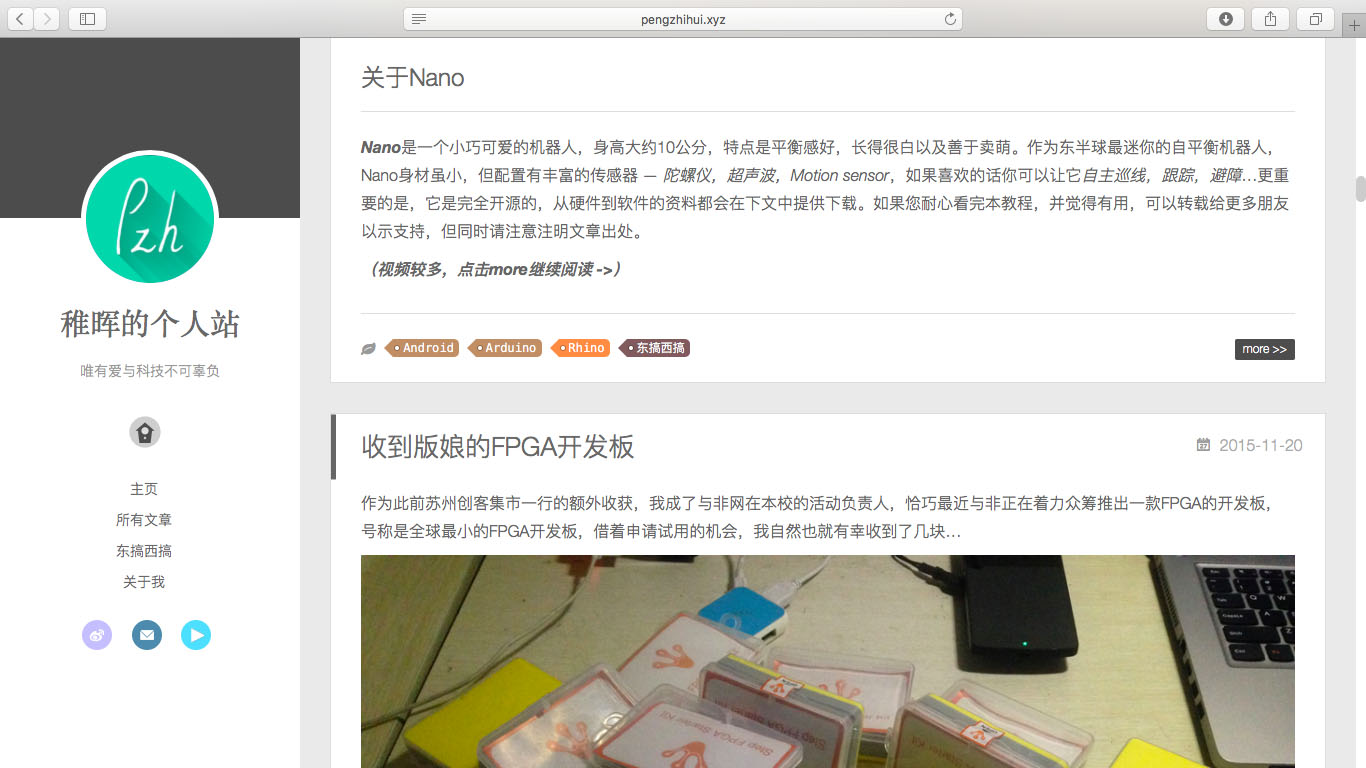 pengzhihui.xyz
Pzh
稚晖的个人站
唯有爱与科技不可辜负
主页
所有文章
东搞西搞
关于我
关于Nano
Nano是一个小巧可爱的机器人，身高大约10公分，特点是平衡感好，长得很白以及善于卖萌。作为东半球最迷你的自平衡机器人，
Nano身材虽小，但配置有丰富的传感器 — 陀螺仪，超声波，Motion sensor，如果喜欢的话你可以让它自主巡线，跟踪，避障…更重
要的是，它是完全开源的，从硬件到软件的资料都会在下文中提供下载。如果您耐心看完本教程，并觉得有用，可以转载给更多朋友
以示支持，但同时请注意注明文章出处。
（视频较多，点击more继续阅读 ->）
Android Arduino Rhino 东搞西搞
more >>
收到版娘的FPGA开发板
27 2015-11-20
作为此前苏州创客集市一行的额外收获，我成了与非网在本校的活动负责人，恰巧最近与非正在着力众筹推出一款FPGA的开发板，
号称是全球最小的FPGA开发板，借着申请试用的机会，我自然也就有幸收到了几块…
Step FPGA Starter Kit